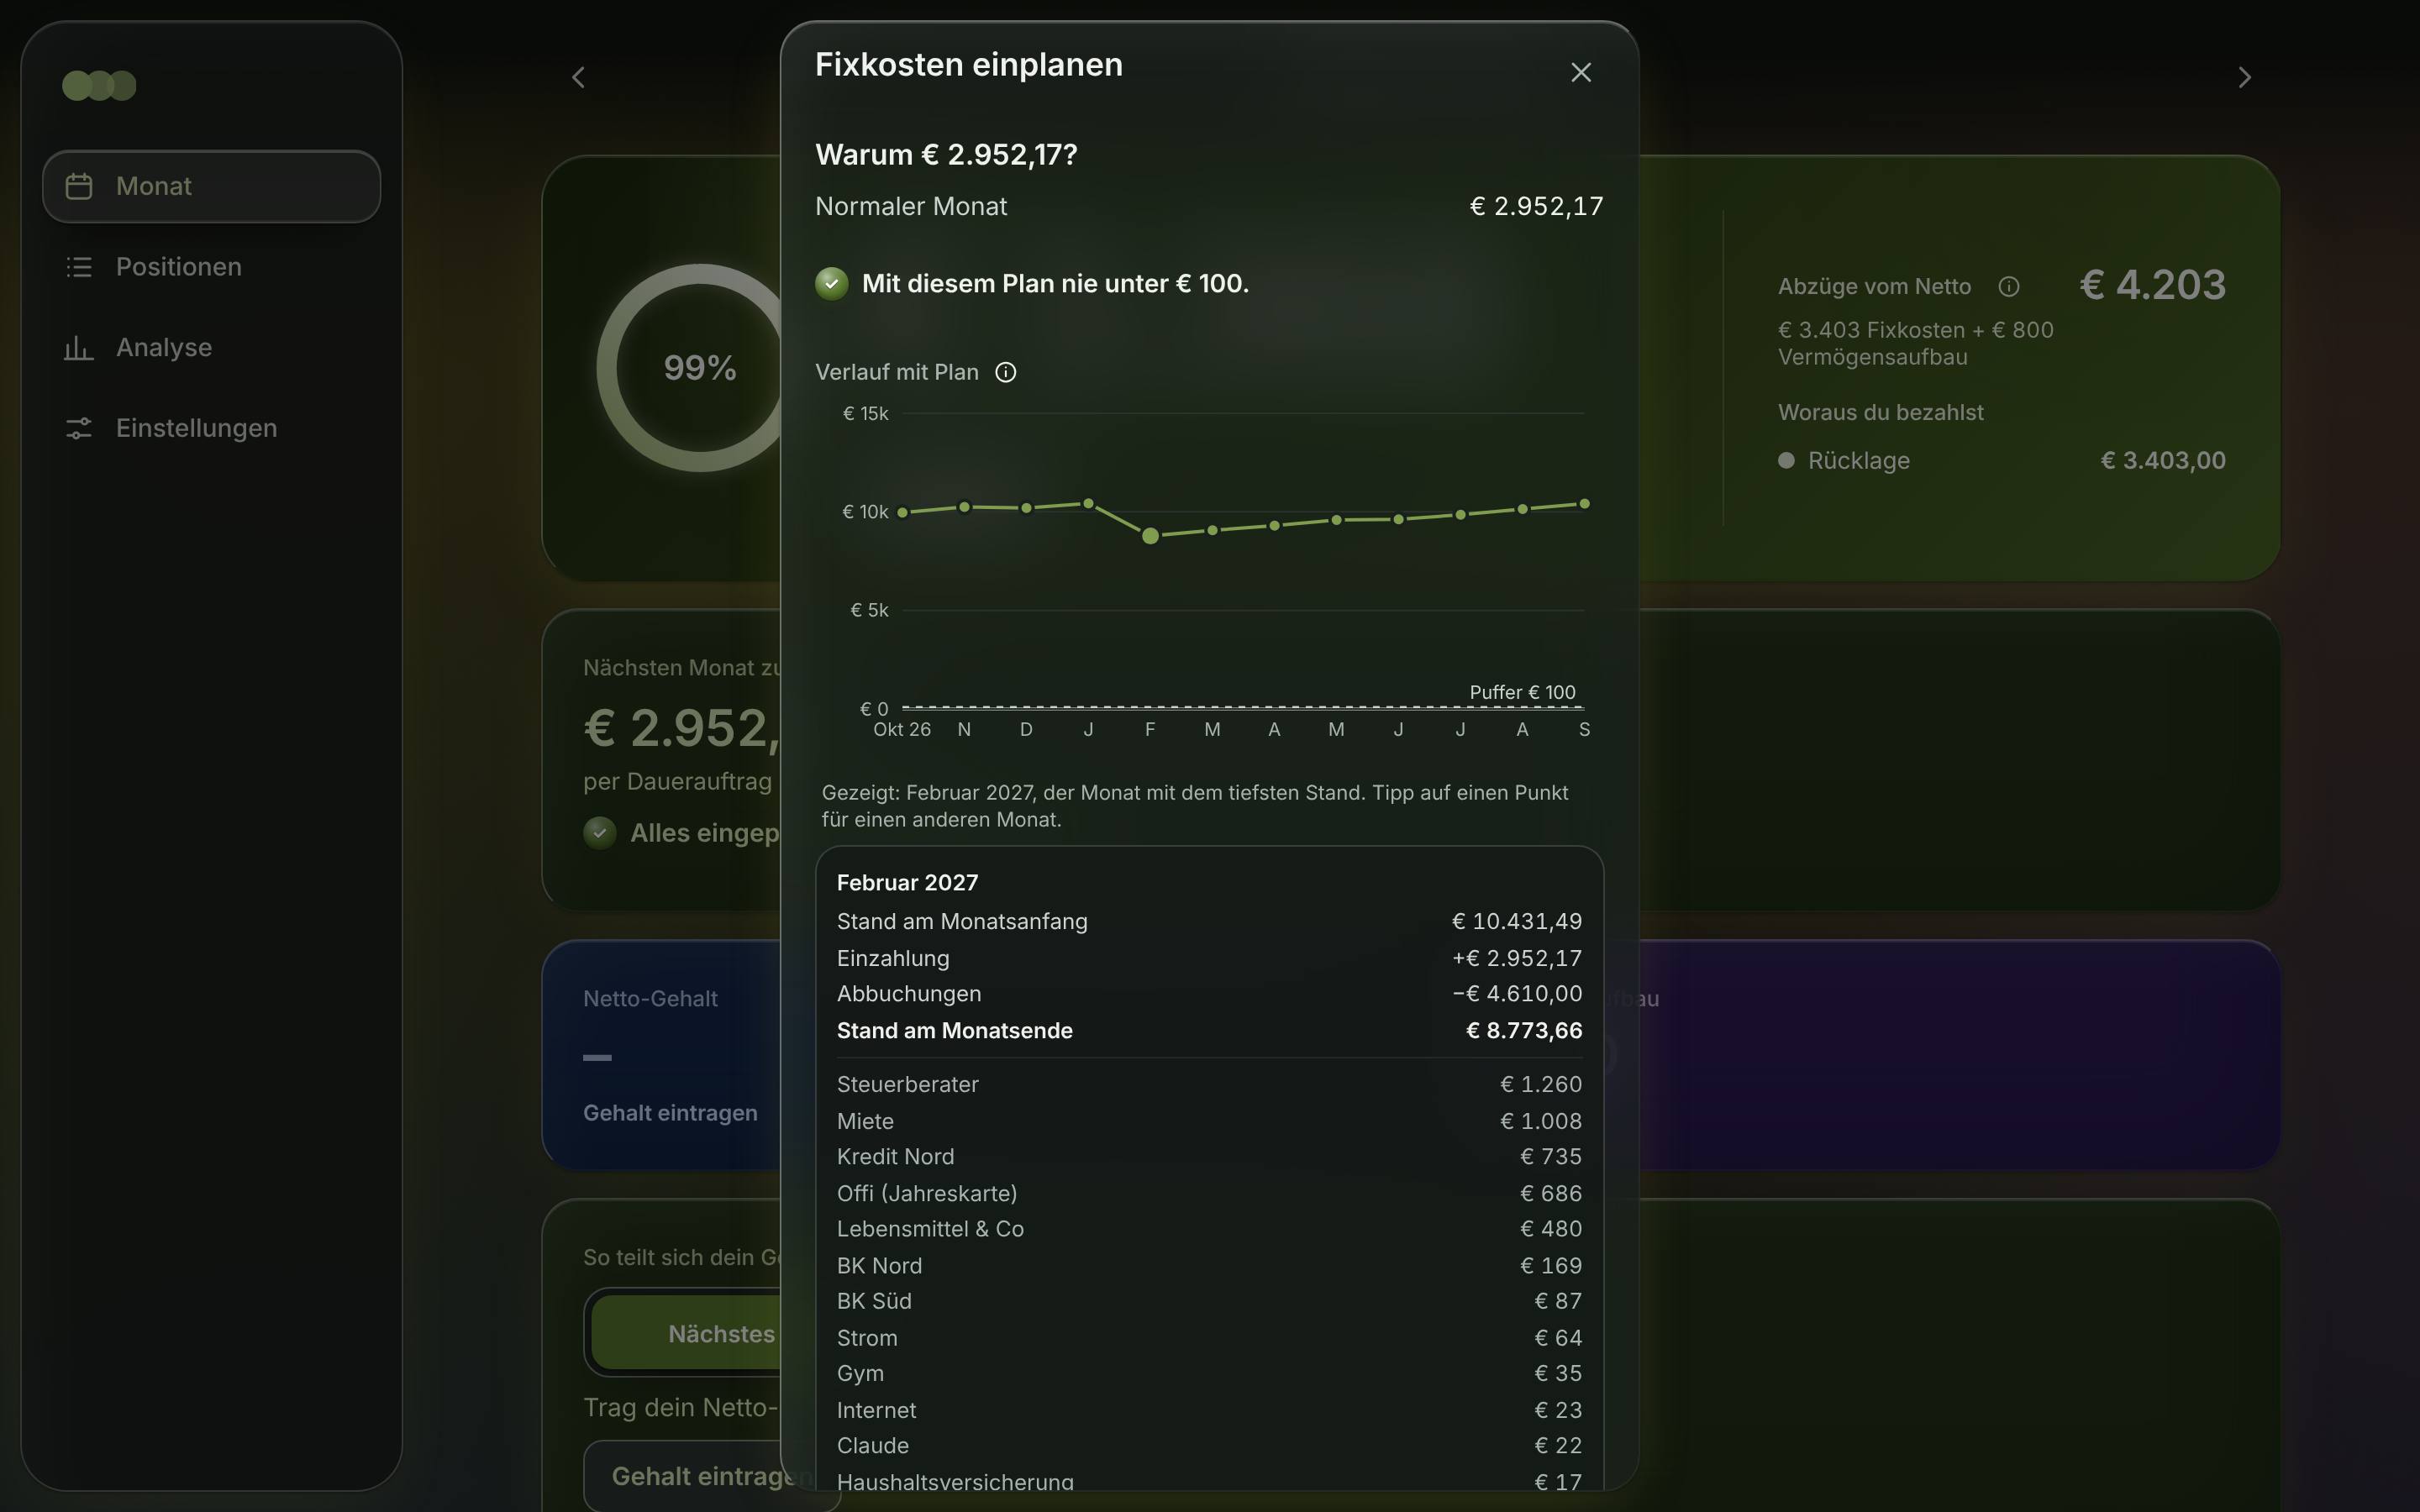 Monat
Positionen
Analyse
Einstellungen
99%
Abzüge vom Netto
€ 4.203
€ 3.403 Fixkosten + € 800
Vermögensaufbau
Woraus du bezahlst
Rücklage
€ 3.403,00
Nächsten Monat zu
€ 2.952,
per Dauerauftrag
Alles eingep
Netto-Gehalt
–
Gehalt eintragen
So teilt sich dein Ge
Nächstes
Trag dein Netto-
Gehalt eintragen
Fixkosten einplanen
Warum € 2.952,17?
Normaler Monat
€ 2.952,17
Mit diesem Plan nie unter € 100.
Verlauf mit Plan
€ 15k
€ 10k
€ 5k
€ 0
Puffer € 100
Okt 26 N D J F M A M J J A S
Gezeigt: Februar 2027, der Monat mit dem tiefsten Stand. Tipp auf einen Punkt
für einen anderen Monat.
Februar 2027
Stand am Monatsanfang € 10.431,49
Einzahlung +€ 2.952,17
Abbuchungen −€ 4.610,00
Stand am Monatsende € 8.773,66
Steuerberater € 1.260
Miete € 1.008
Kredit Nord € 735
Offi (Jahreskarte) € 686
Lebensmittel & Co € 480
BK Nord € 169
BK Süd € 87
Strom € 64
Gym € 35
Internet € 23
Claude € 22
Haushaltsversicherung € 17